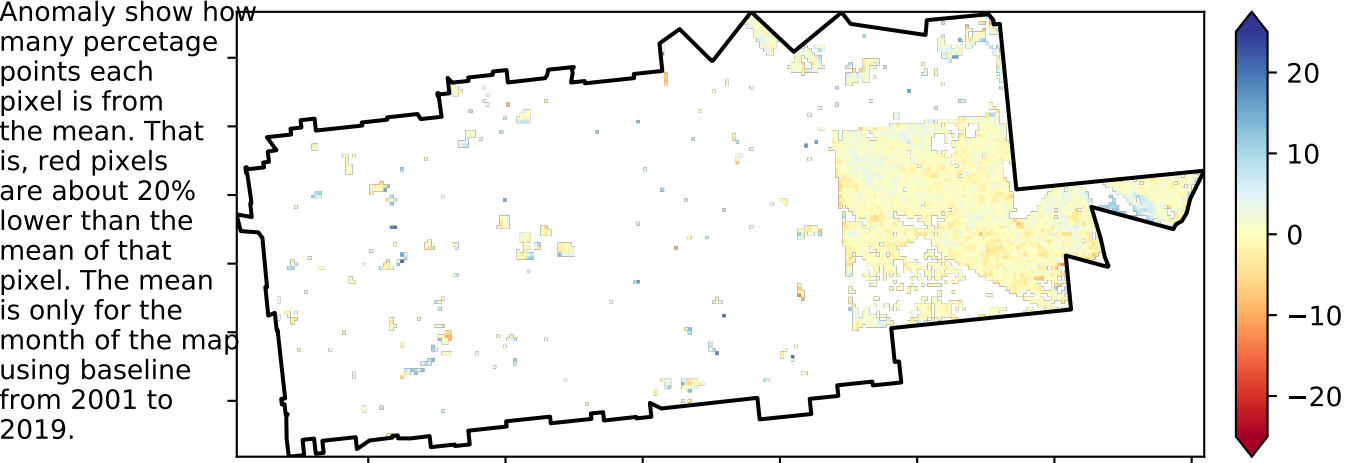 Anomaly show how
many percetage
points each
pixel is from
the mean. That
is, red pixels
are about 20%
lower than the
mean of that
pixel. The mean
is only for the
month of the map
using baseline
from 2001 to
2019.
20
10
0
−10
−20